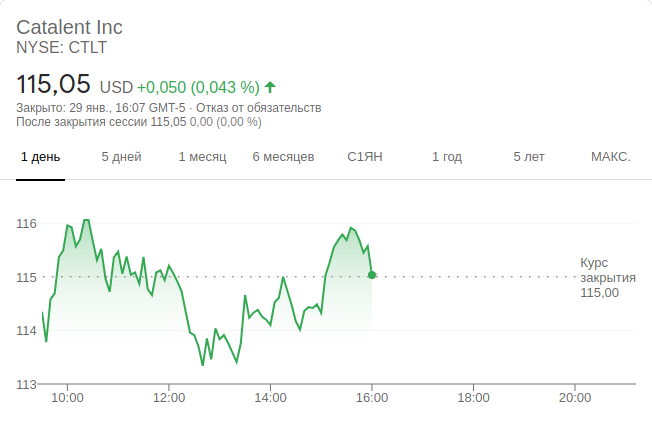 Catalent Inc
NYSE: CTLT
115,05 USD +0,050 (0,043 %)
Закрыто: 29 янв., 16:07 GMT-5 · Отказ от обязательств
После закрытия сессии 115,05 0,00 (0,00 %)
1 день 5 дней 1 месяц 6 месяцев С1ЯН 1 год 5 лет МАКС.
116
115
114
113
Курс
закрытия
115,00
10:00 12:00 14:00 16:00 18:00 20:00